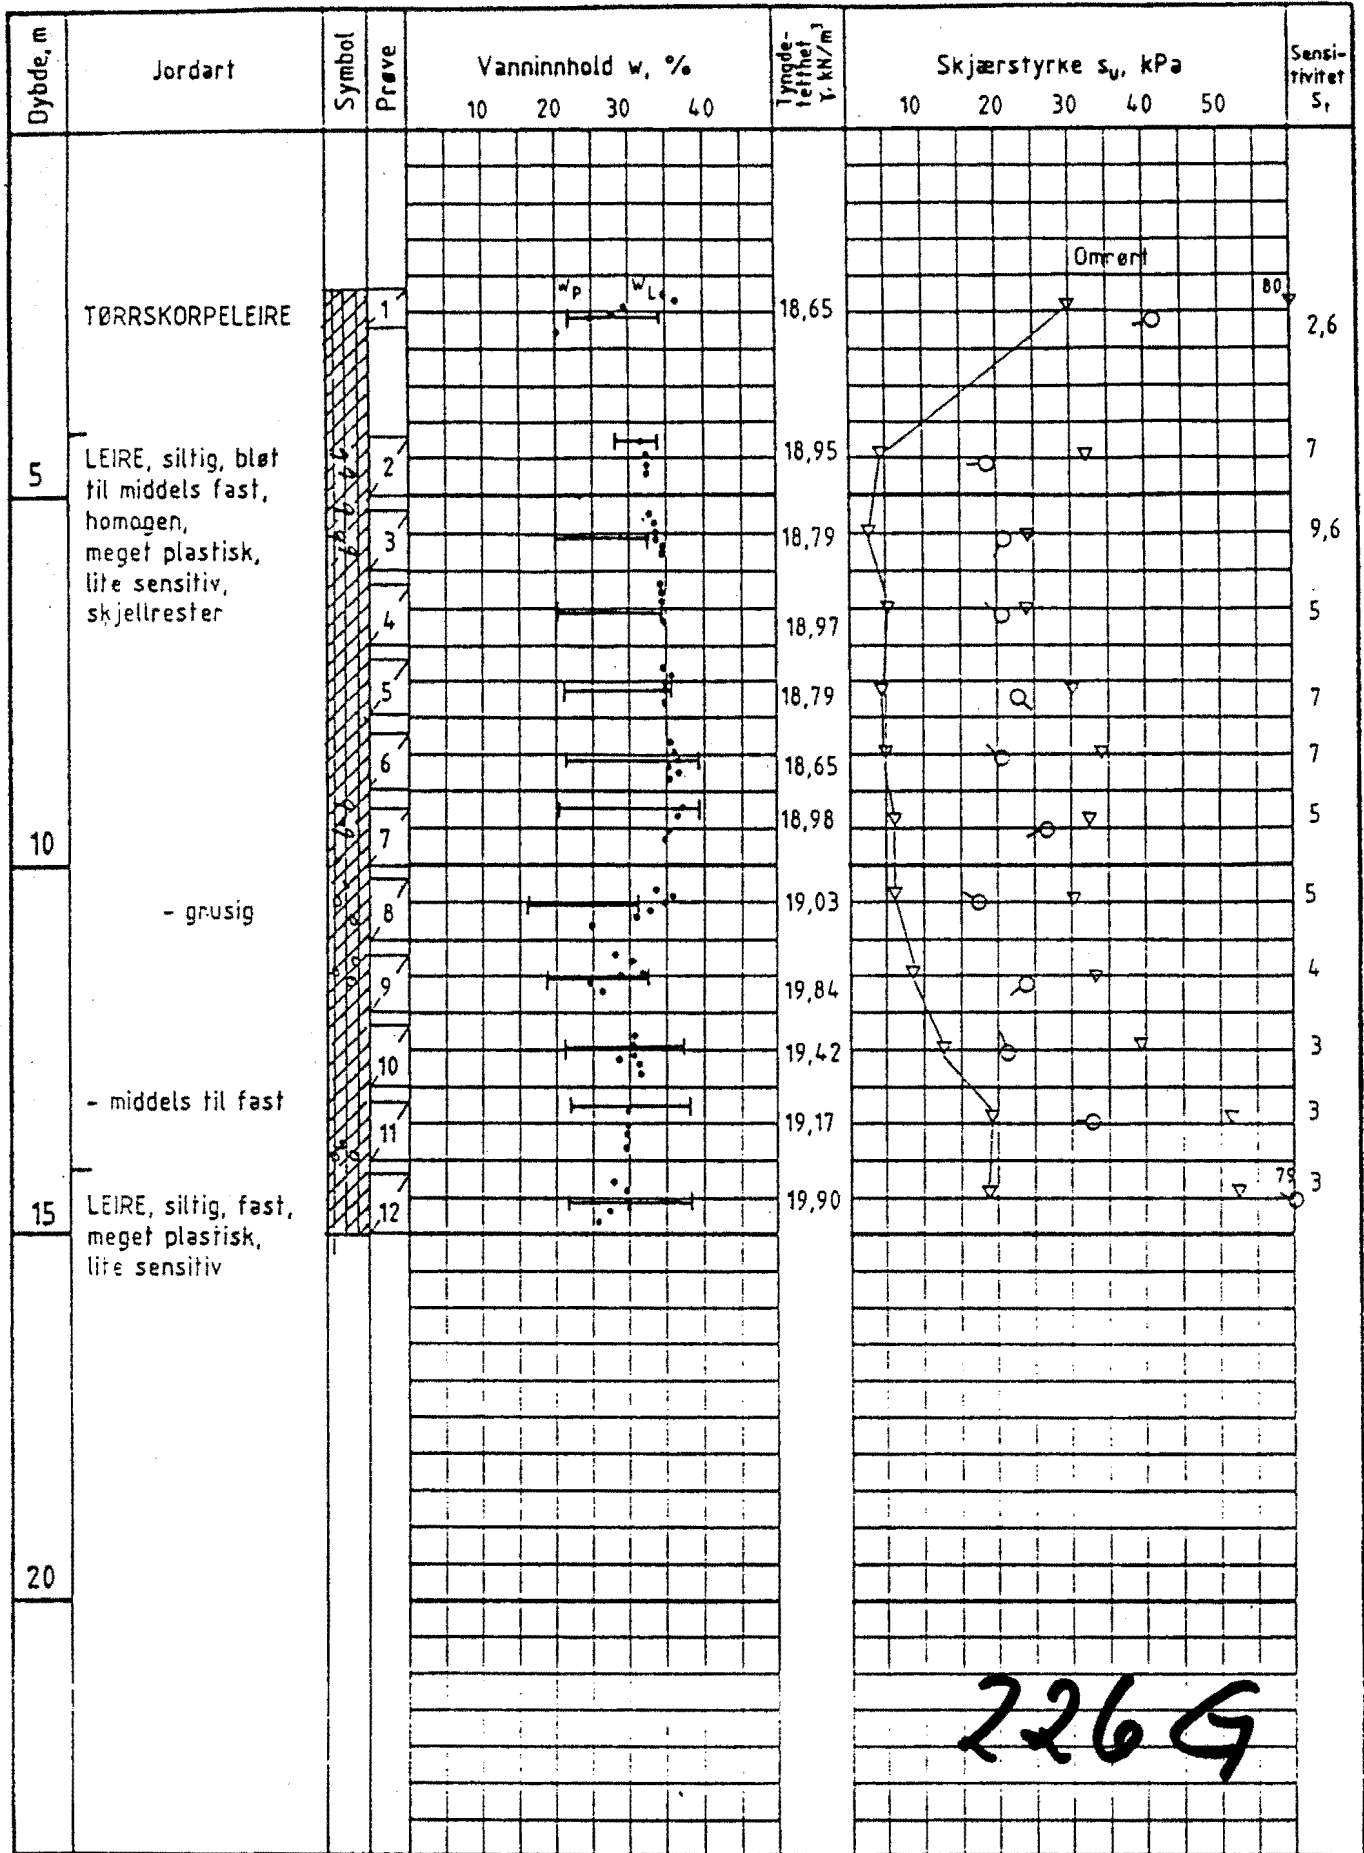 Dybde, m
Jordart
Symbol
Prøve
Vanninnhold w, %
10 20 30 40
Tyngde-
tetthet
γ, kN/m³
Skjærstyrke su, kPa
10 20 30 40 50
Sensi-
tivitet
St
Omrørt
TØRRSKORPELEIRE
1
wP wL
18,65
80
2,6
5
LEIRE, siltig, bløt
til middels fast,
homogen,
meget plastisk,
lite sensitiv,
skjellrester
2
18,95
7
3
18,79
9,6
4
18,97
5
5
18,79
7
6
18,65
7
10
7
18,98
5
- grusig
8
19,03
5
9
19,84
4
10
19,42
3
- middels til fast
11
19,17
3
15
LEIRE, siltig, fast,
meget plastisk,
lite sensitiv
12
19,90
75
3
20
226 G